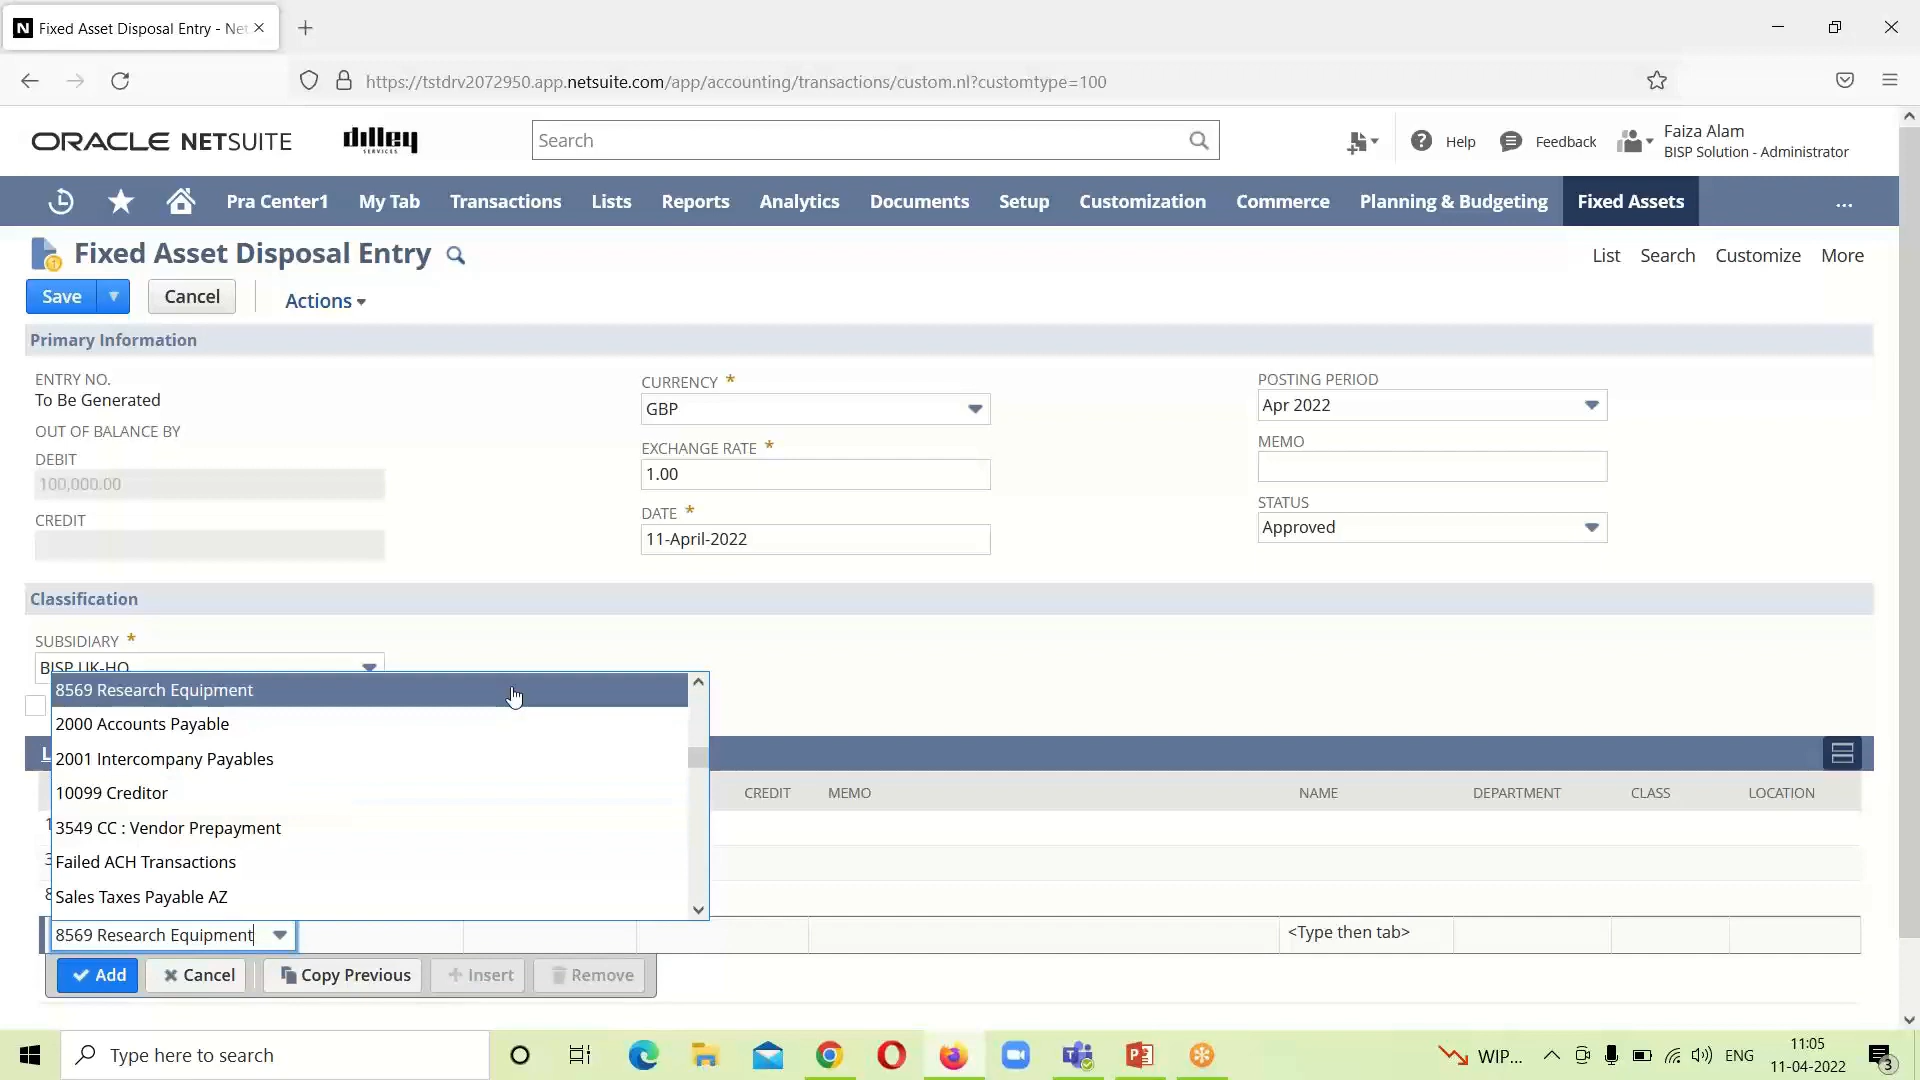 Fixed Asset Disposal Entry - Net
https://tstdrv2072950.app.netsuite.com/app/accounting/transactions/custom.nl?customtype=100
ORACLE NETSUITE
dilley
SERVICES
Search
Help
Feedback
Faiza Alam
BISP Solution - Administrator
Pra Center1
My Tab
Transactions
Lists
Reports
Analytics
Documents
Setup
Customization
Commerce
Planning & Budgeting
Fixed Assets
...
Fixed Asset Disposal Entry
List
Search
Customize
More
Save
Cancel
Actions
Primary Information
ENTRY NO.
To Be Generated
OUT OF BALANCE BY
DEBIT
100,000.00
CREDIT
CURRENCY *
GBP
EXCHANGE RATE *
1.00
DATE *
11-April-2022
POSTING PERIOD
Apr 2022
MEMO
STATUS
Approved
Classification
SUBSIDIARY *
BISP UK-HQ
8569 Research Equipment
2000 Accounts Payable
2001 Intercompany Payables
10099 Creditor
3549 CC : Vendor Prepayment
Failed ACH Transactions
Sales Taxes Payable AZ
CREDIT
MEMO
NAME
DEPARTMENT
CLASS
LOCATION
8569 Research Equipment
<Type then tab>
Add
Cancel
Copy Previous
Insert
Remove
Type here to search
WIP...
ENG
11:05
11-04-2022
3